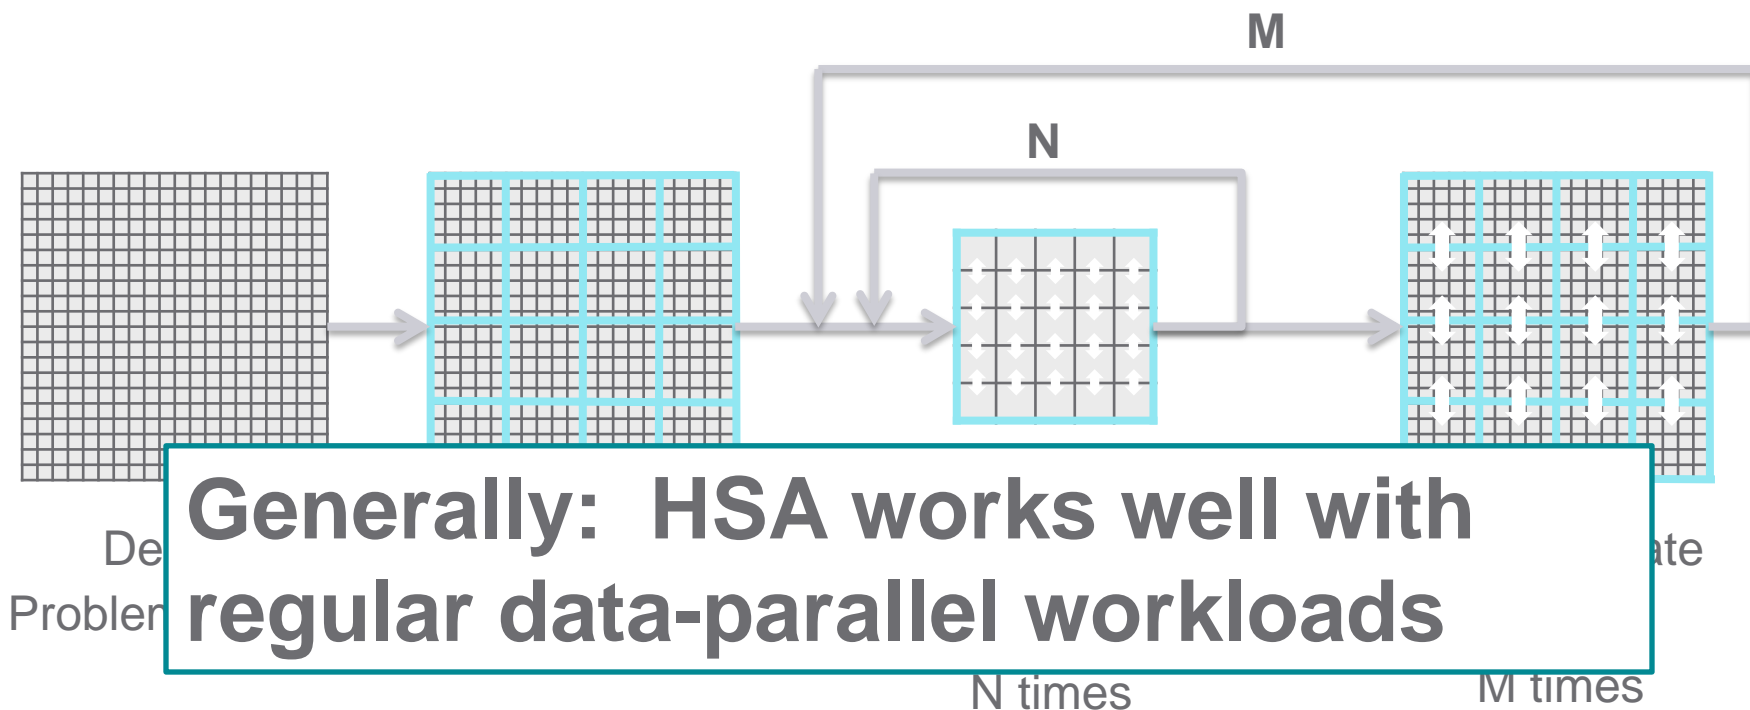 M
N
Generally: HSA works well with
regular data-parallel workloads
N times
M times